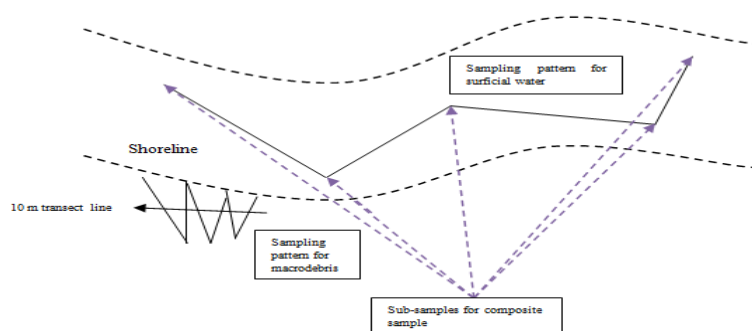 Sampling pattern for
surficial water
Shoreline
10 m transect line
Sampling
pattern for
macrodebris
Sub-samples for composite
sample